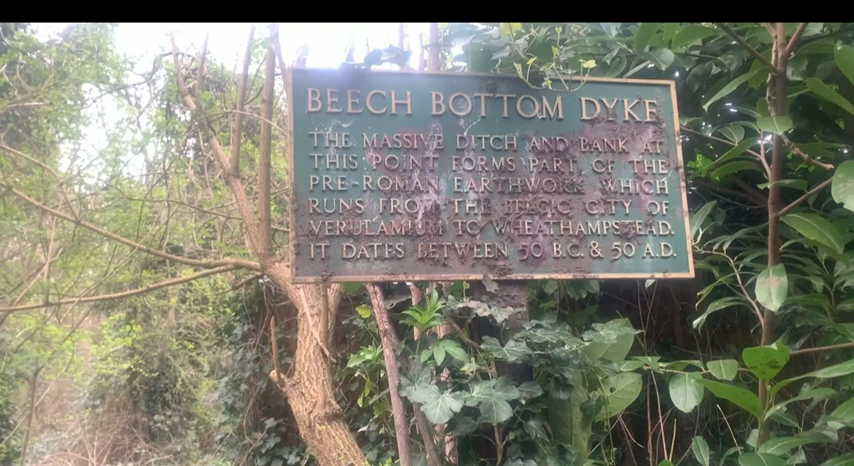 BEECH BOTTOM DYKE
THE MASSIVE DITCH AND BANK AT
THIS POINT FORMS PART OF THE
PRE-ROMAN EARTHWORK WHICH
RUNS FROM THE BELGIC CITY OF
VERULAMIUM TO WHEATHAMPSTEAD.
IT DATES BETWEEN 50 B.C. & 50 A.D.